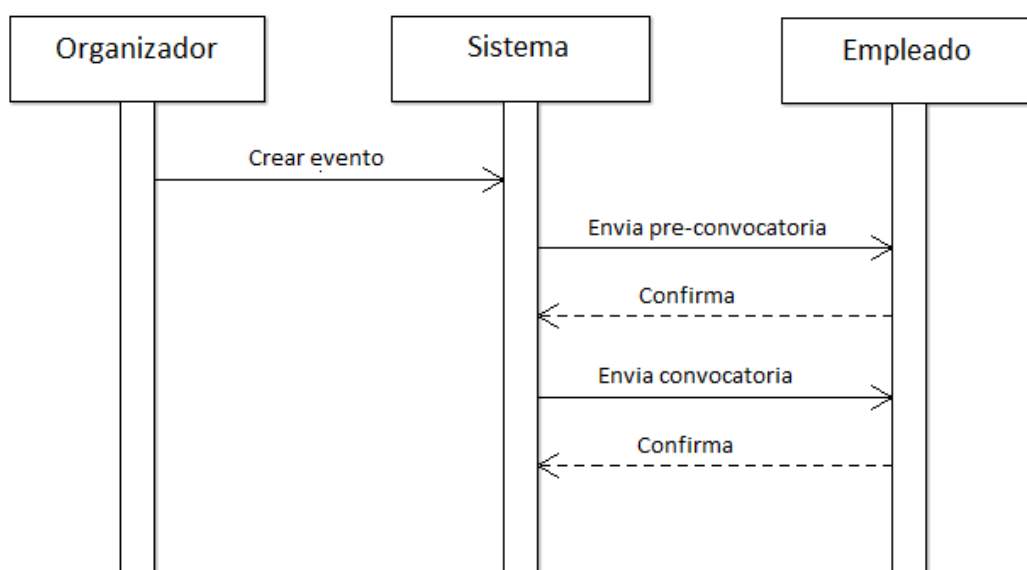 Organizador
Sistema
Empleado
Crear evento
Envia pre-convocatoria
Confirma
Envia convocatoria
Confirma